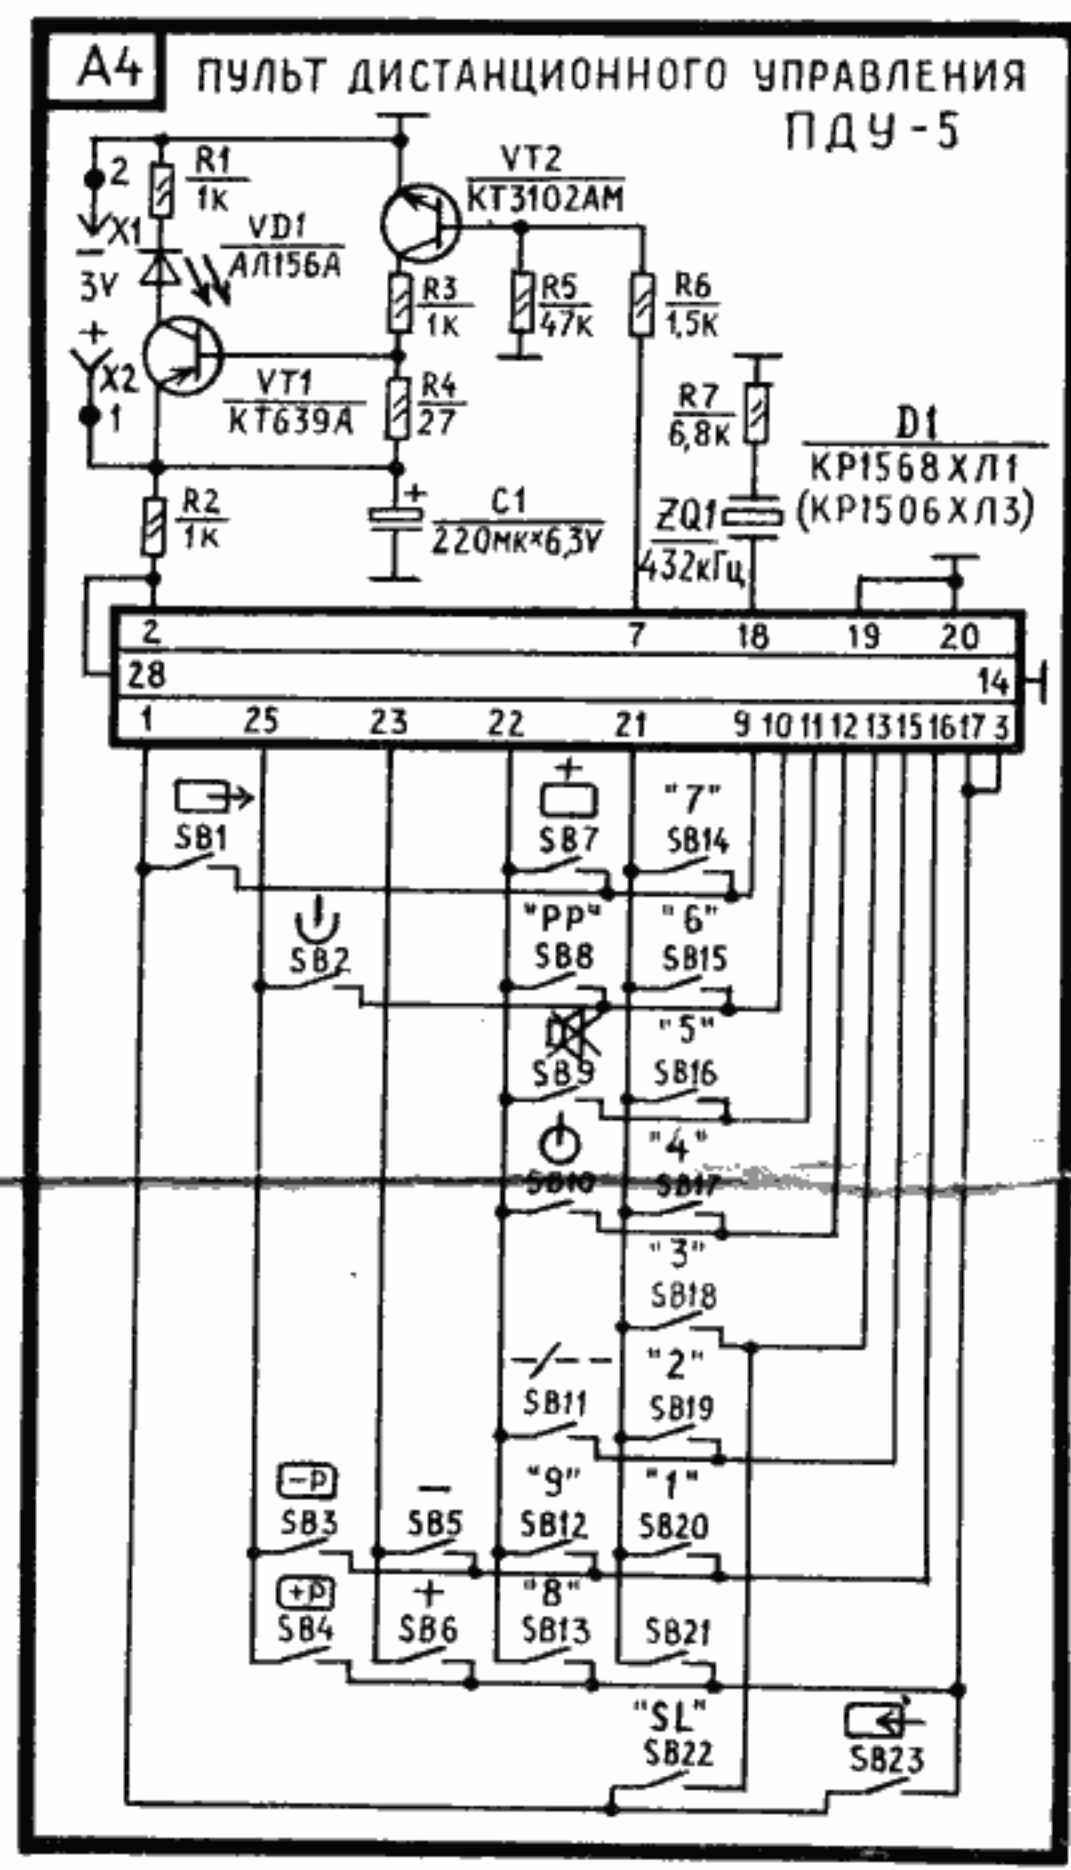 А4
ПУЛЬТ ДИСТАНЦИОННОГО УПРАВЛЕНИЯ
ПДУ-5
2
X1
−
3V
+
X2
1
R1
1к
VD1
АЛ156А
VT2
КТ3102АМ
R3
1к
R5
47к
R6
1,5к
VT1
КТ639А
R4
27
R7
6,8к
D1
КР1568ХЛ1
(КР1506ХЛ3)
R2
1к
+
C1
220мк×6,3V
ZQ1
432кГц
2 7 18 19 20
28 14
1 25 23 22 21 9 10 11 12 13 15 16 17 3
+ "7"
SB1 SB7 SB14
"PP" "6"
SB2 SB8 SB15
"5"
SB9 SB16
"4"
SB10 SB17
"3"
SB18
-/-- "2"
SB11 SB19
−P − "9" "1"
SB3 SB5 SB12 SB20
+P + "8"
SB4 SB6 SB13 SB21
"SL"
SB22 SB23